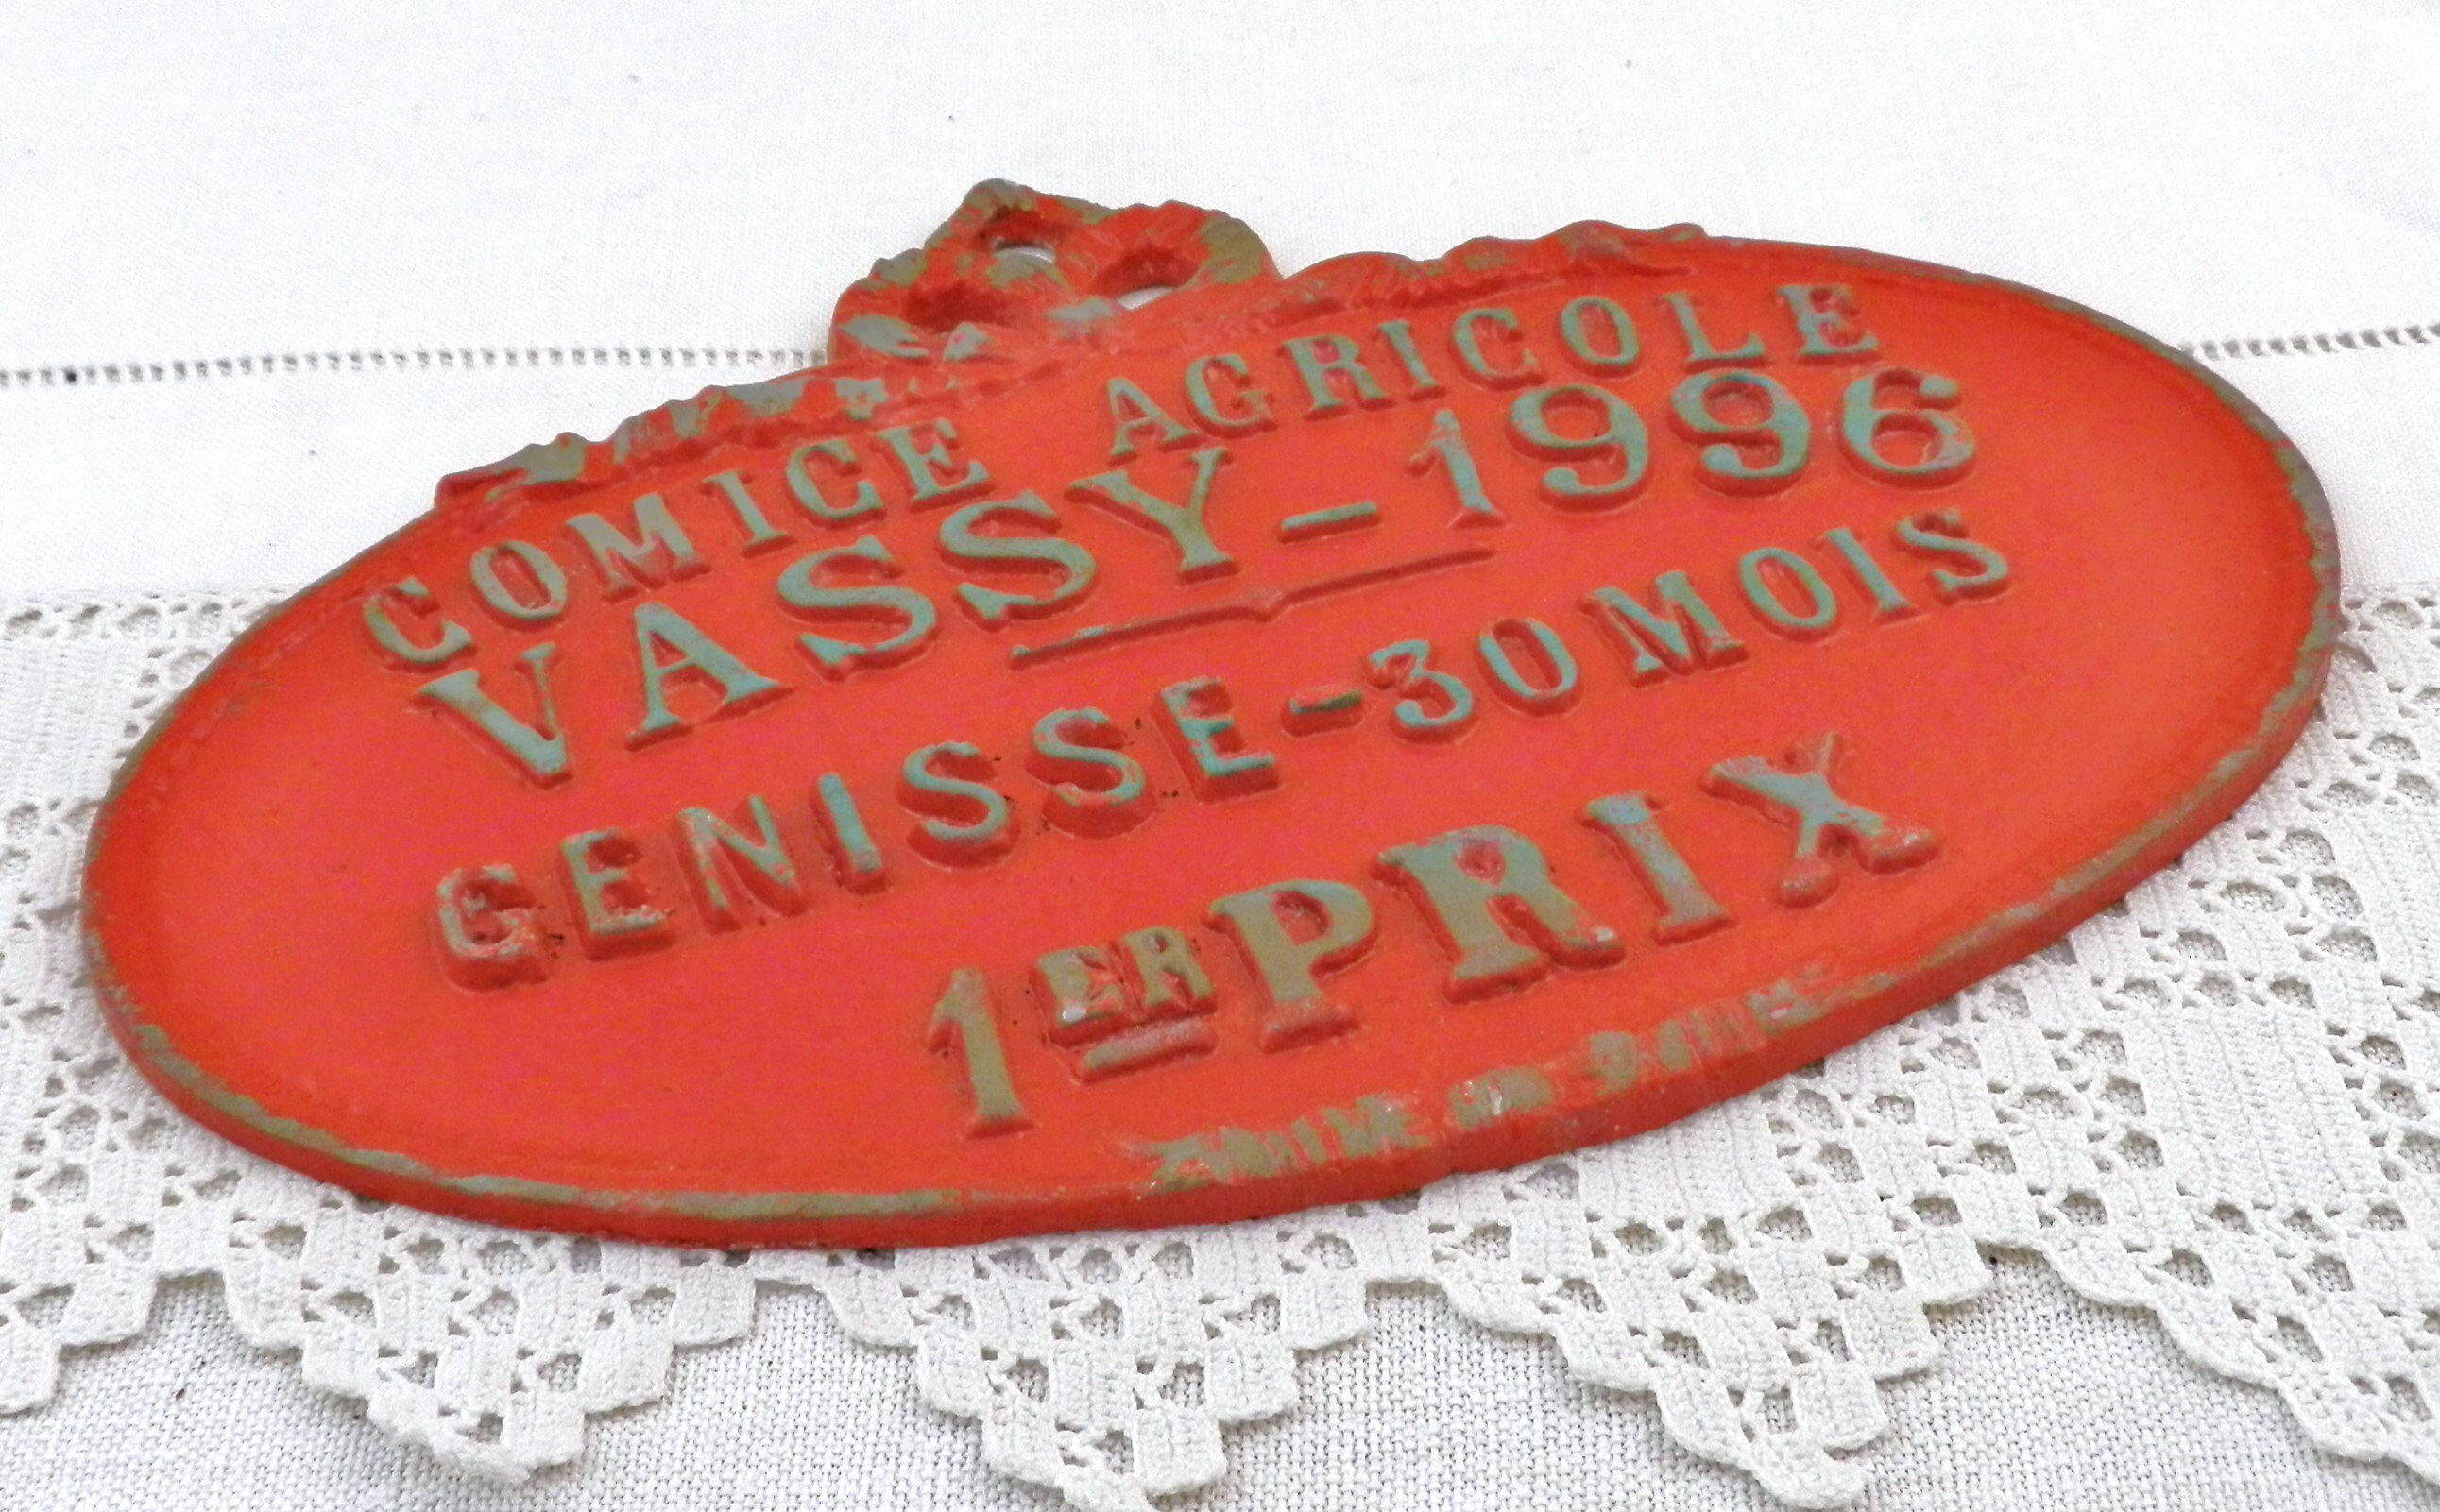 COMICE AGRICOLE
VASSY - 1996
GENISSE - 30 MOIS
1ER PRIX